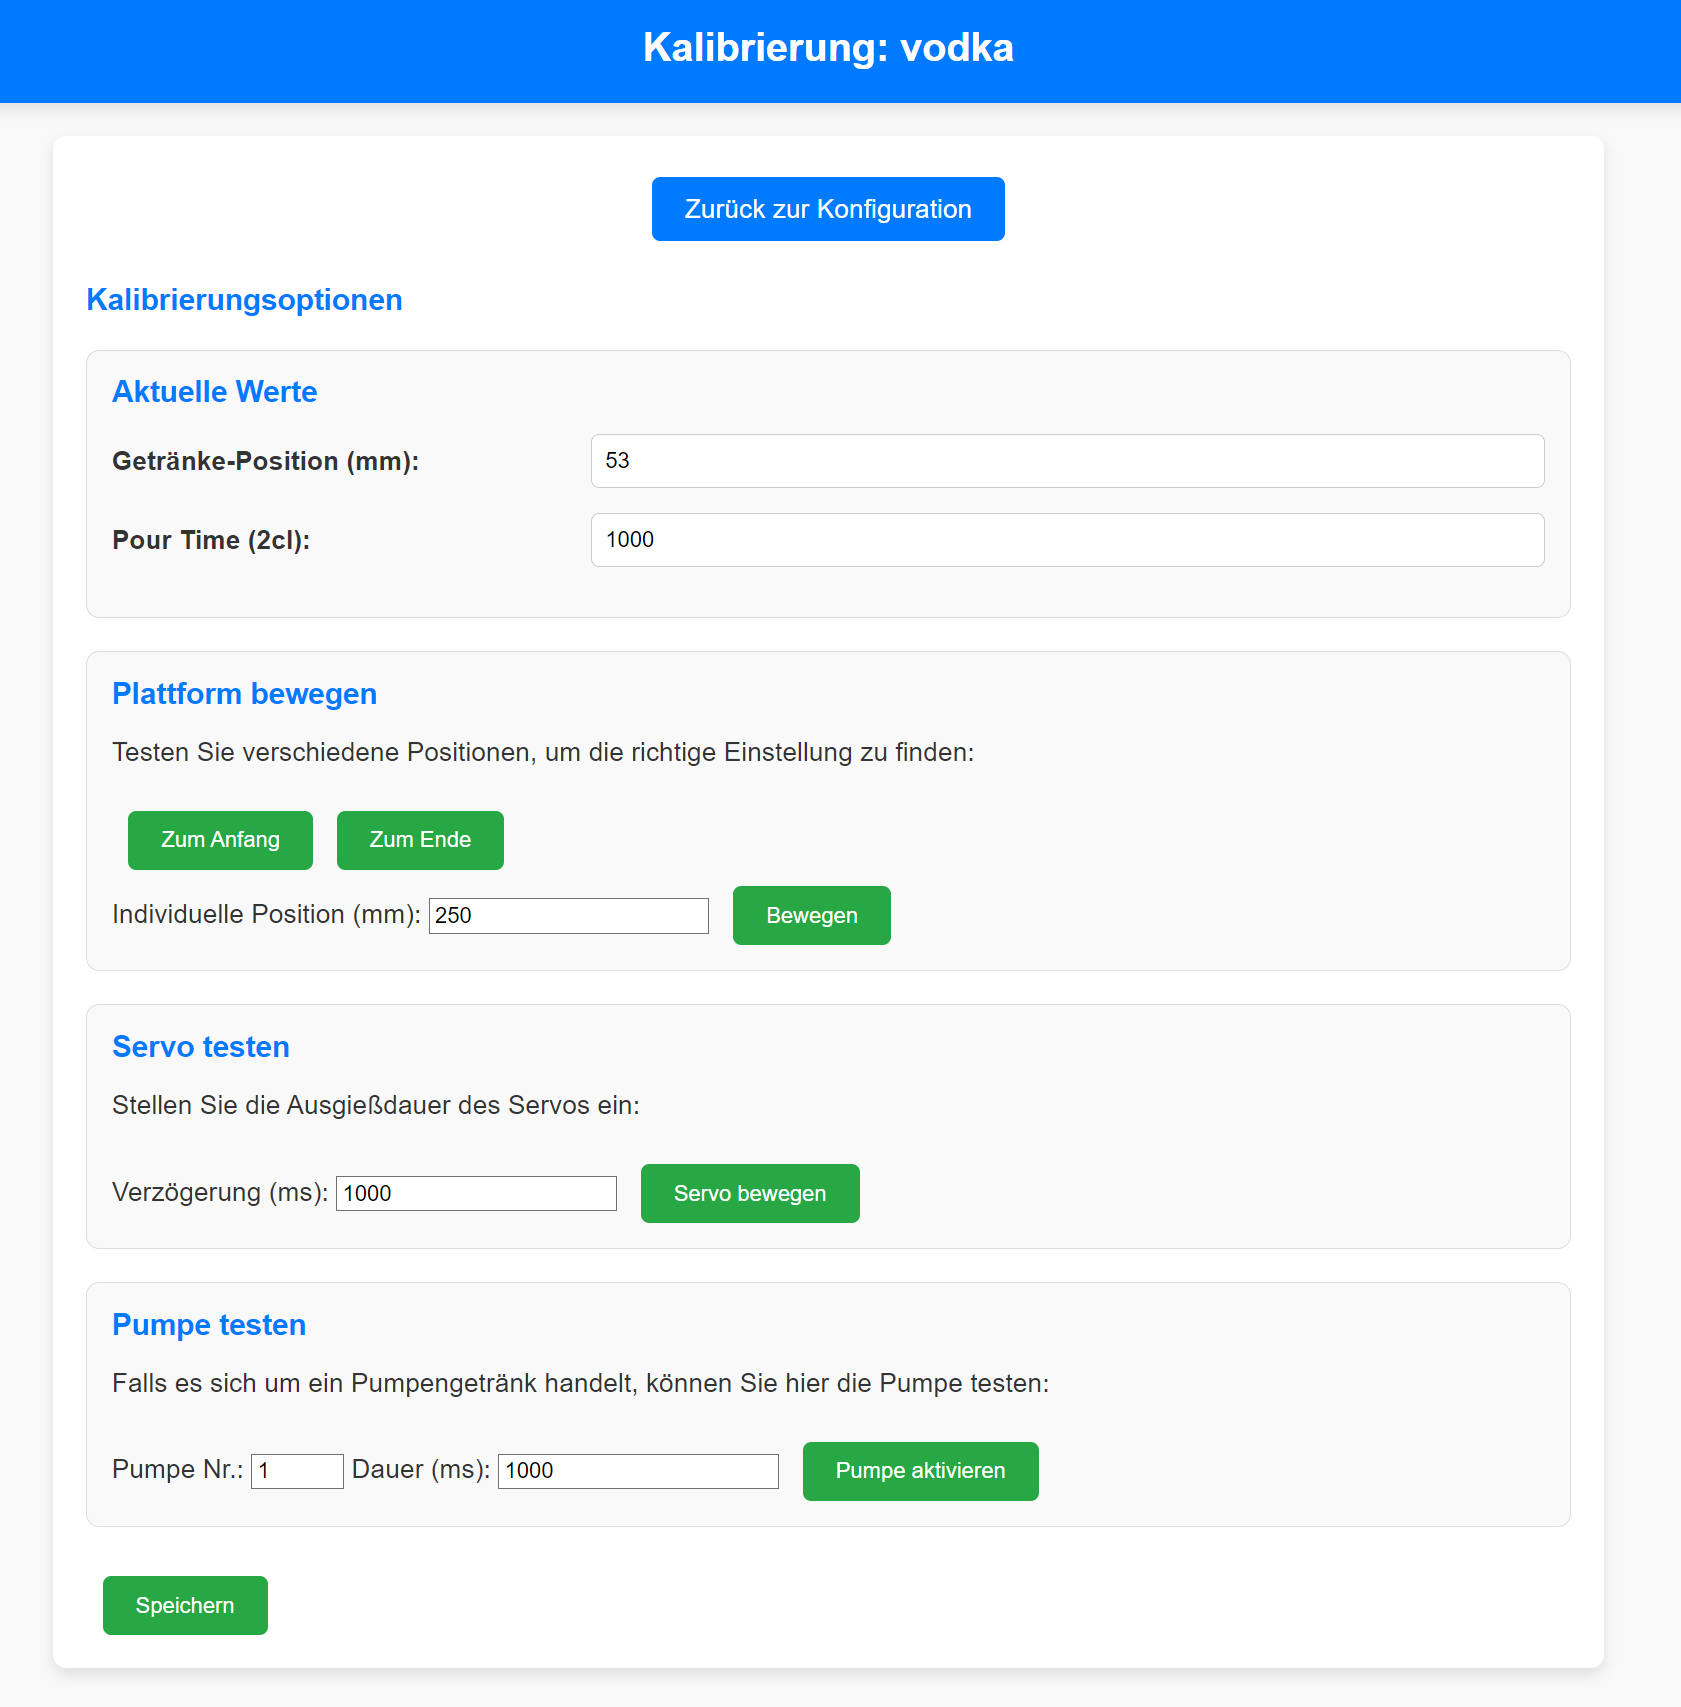 Kalibrierung: vodka
Zurück zur Konfiguration
Kalibrierungsoptionen
Aktuelle Werte
Getränke-Position (mm): 53
Pour Time (2cl): 1000
Plattform bewegen
Testen Sie verschiedene Positionen, um die richtige Einstellung zu finden:
Zum Anfang Zum Ende
Individuelle Position (mm): 250 Bewegen
Servo testen
Stellen Sie die Ausgießdauer des Servos ein:
Verzögerung (ms): 1000 Servo bewegen
Pumpe testen
Falls es sich um ein Pumpengetränk handelt, können Sie hier die Pumpe testen:
Pumpe Nr.: 1 Dauer (ms): 1000 Pumpe aktivieren
Speichern